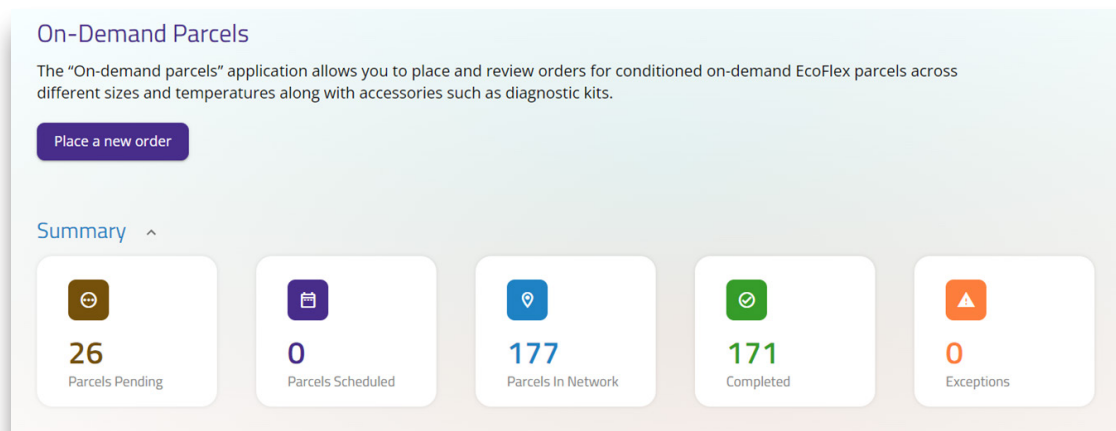 On-Demand Parcels
The “On-demand parcels” application allows you to place and review orders for conditioned on-demand EcoFlex parcels across
different sizes and temperatures along with accessories such as diagnostic kits.
Place a new order
Summary
26
Parcels Pending
0
Parcels Scheduled
177
Parcels In Network
171
Completed
0
Exceptions